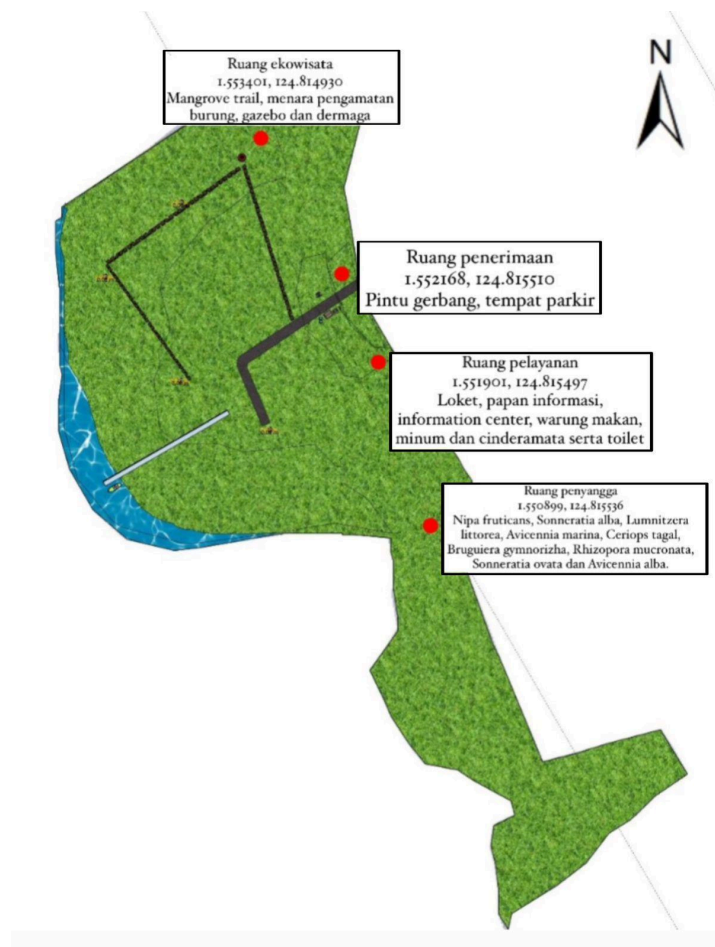 N
Ruang ekowisata
1.553401, 124.814930
Mangrove trail, menara pengamatan
burung, gazebo dan dermaga
Ruang penerimaan
1.552168, 124.815510
Pintu gerbang, tempat parkir
Ruang pelayanan
1.551901, 124.815497
Loket, papan informasi,
information center, warung makan,
minum dan cinderamata serta toilet
Ruang penyangga
1.550899, 124.815536
Nipa fruticans, Sonneratia alba, Lumnitzera
littorea, Avicennia marina, Ceriops tagal,
Bruguiera gymnorizha, Rhizopora mucronata,
Sonneratia ovata dan Avicennia alba.